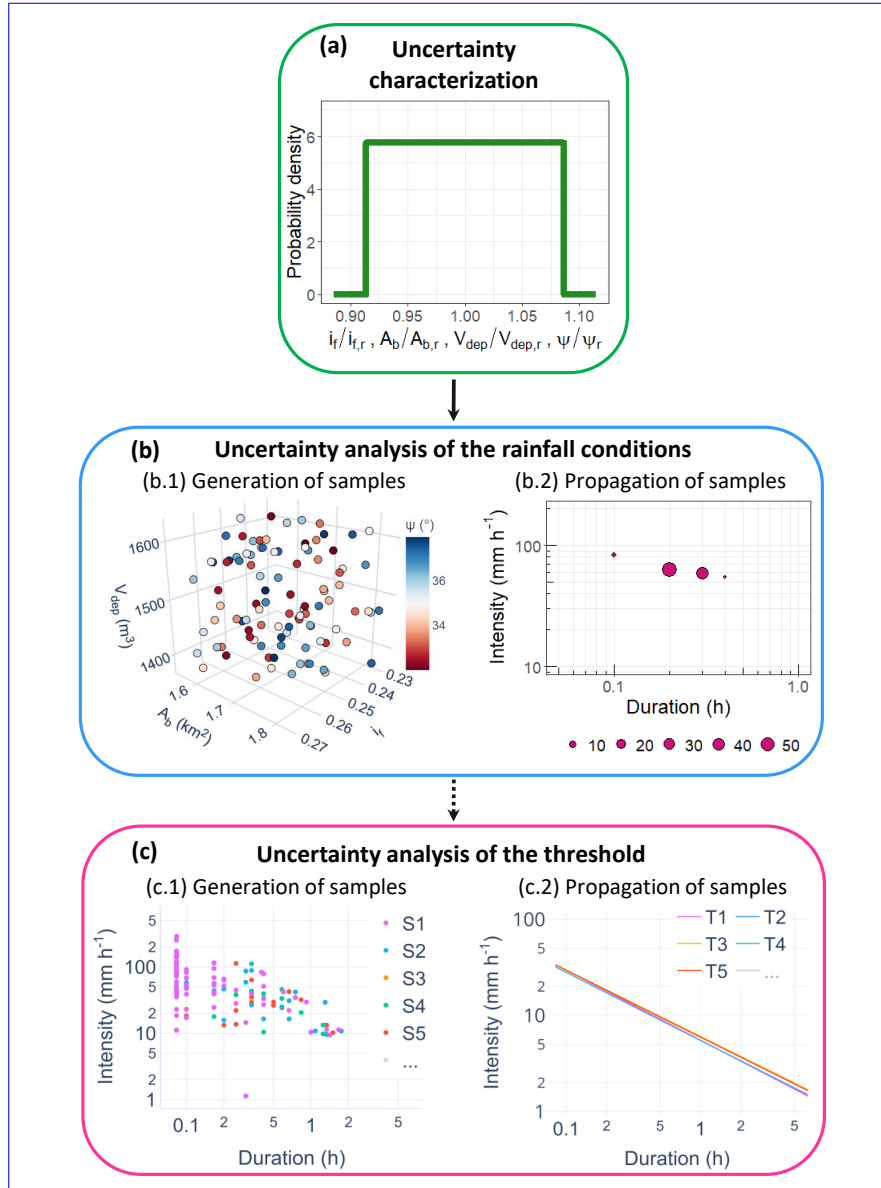 (a) Uncertainty
characterization
Probability density
6
4
2
0
0.90 0.95 1.00 1.05 1.10
i_f/i_f,r , A_b/A_b,r , V_dep/V_dep,r , ψ/ψ_r
(b) Uncertainty analysis of the rainfall conditions
(b.1) Generation of samples
V_dep (m³)
1600
1500
1400
A_b (km²)
1.6
1.7
1.8
i_f
0.27
0.26
0.25
0.24
0.23
ψ (°)
36
34
(b.2) Propagation of samples
Intensity (mm h⁻¹)
100
10
0.1 1.0
Duration (h)
10 20 30 40 50
(c) Uncertainty analysis of the threshold
(c.1) Generation of samples
Intensity (mm h⁻¹)
5
2
100
5
2
10
5
2
1
0.1 2 5 1 2 5
Duration (h)
S1
S2
S3
S4
S5
...
(c.2) Propagation of samples
Intensity (mm h⁻¹)
100
5
2
10
5
2
1
0.1 2 5 1 2 5
Duration (h)
T1 T2
T3 T4
T5 ...